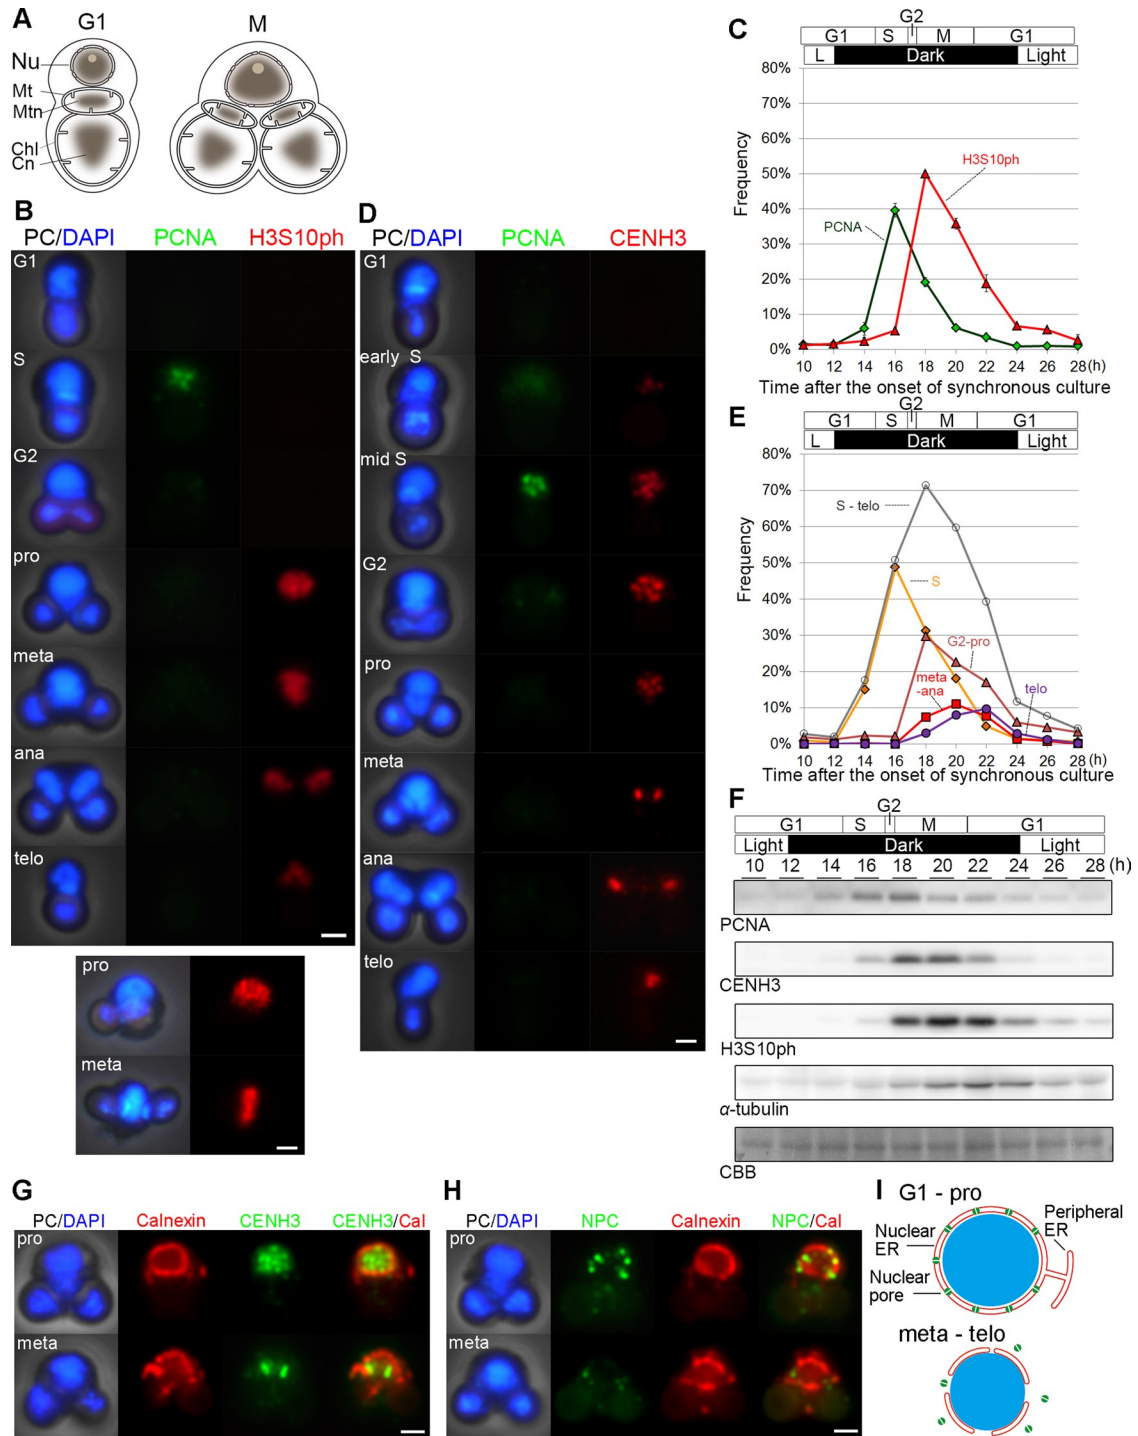 A
G1
M
Nu
Mt
Mtn
Chl
Cn
B
PC/DAPI PCNA H3S10ph
G1
S
G2
pro
meta
ana
telo
pro
meta
D
PC/DAPI PCNA CENH3
G1
early S
mid S
G2
pro
meta
ana
telo
C
G2
G1 S M G1
L Dark Light
80%
70%
60%
50%
40%
30%
20%
10%
0%
Frequency
H3S10ph
PCNA
10 12 14 16 18 20 22 24 26 28 (h)
Time after the onset of synchronous culture
E
G2
G1 S M G1
L Dark Light
80%
70%
60%
50%
40%
30%
20%
10%
0%
Frequency
S - telo
S
G2-pro
meta
-ana
telo
10 12 14 16 18 20 22 24 26 28 (h)
Time after the onset of synchronous culture
F
G2
G1 S M G1
Light Dark Light
10 12 14 16 18 20 22 24 26 28 (h)
PCNA
CENH3
H3S10ph
α-tubulin
CBB
G
PC/DAPI Calnexin CENH3 CENH3/Cal
pro
meta
H
PC/DAPI NPC Calnexin NPC/Cal
pro
meta
I
G1 - pro
Nuclear
ER
Peripheral
ER
Nuclear
pore
meta - telo